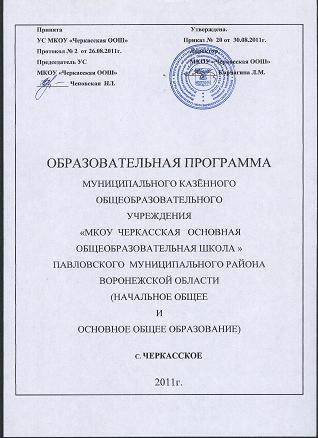 Принята
УС МКОУ «Черкасская ООШ»
Протокол № 2 от 26.08.2011г.
Председатель УС
МКОУ «Черкасская ООШ»
Чеповская Н.Л.
Утверждена.
Приказ № 20 от 30.08.2011г.
Директор
МКОУ «Черкасская ООШ»
Л.М.
ОБРАЗОВАТЕЛЬНАЯ ПРОГРАММА
МУНИЦИПАЛЬНОГО КАЗЁННОГО
ОБЩЕОБРАЗОВАТЕЛЬНОГО
УЧРЕЖДЕНИЯ
«МКОУ ЧЕРКАССКАЯ ОСНОВНАЯ
ОБЩЕОБРАЗОВАТЕЛЬНАЯ ШКОЛА »
ПАВЛОВСКОГО МУНИЦИПАЛЬНОГО РАЙОНА
ВОРОНЕЖСКОЙ ОБЛАСТИ
(НАЧАЛЬНОЕ ОБЩЕЕ
И
ОСНОВНОЕ ОБЩЕЕ ОБРАЗОВАНИЕ)
С. ЧЕРКАССКОЕ
2011г.